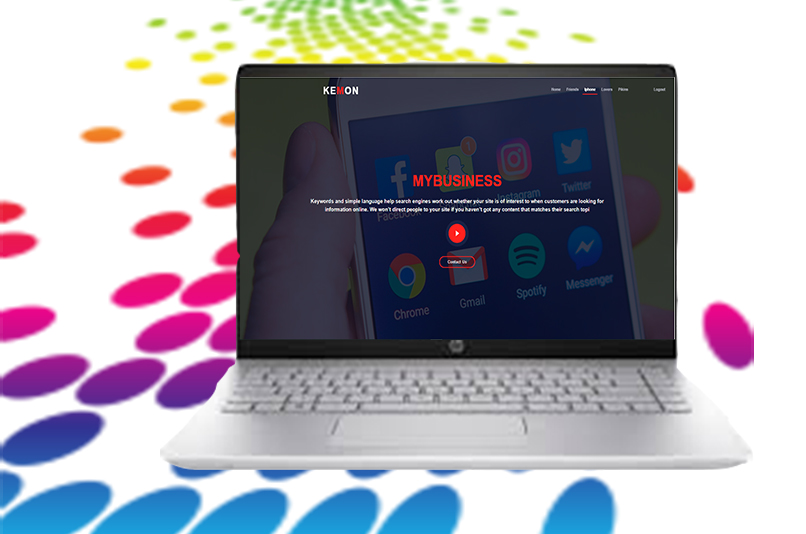 KEMON
Home Friends Iphone Lovers Pillow Logout
MYBUSINESS
Keywords and simple language help search engines work out whether your site is of interest to when customers are looking for
information online. We won't direct people to your site if you haven't got any content that matches their search topi
Contact Us
Facebook Instagram Twitter
Chrome Gmail Spotify Messenger
hp